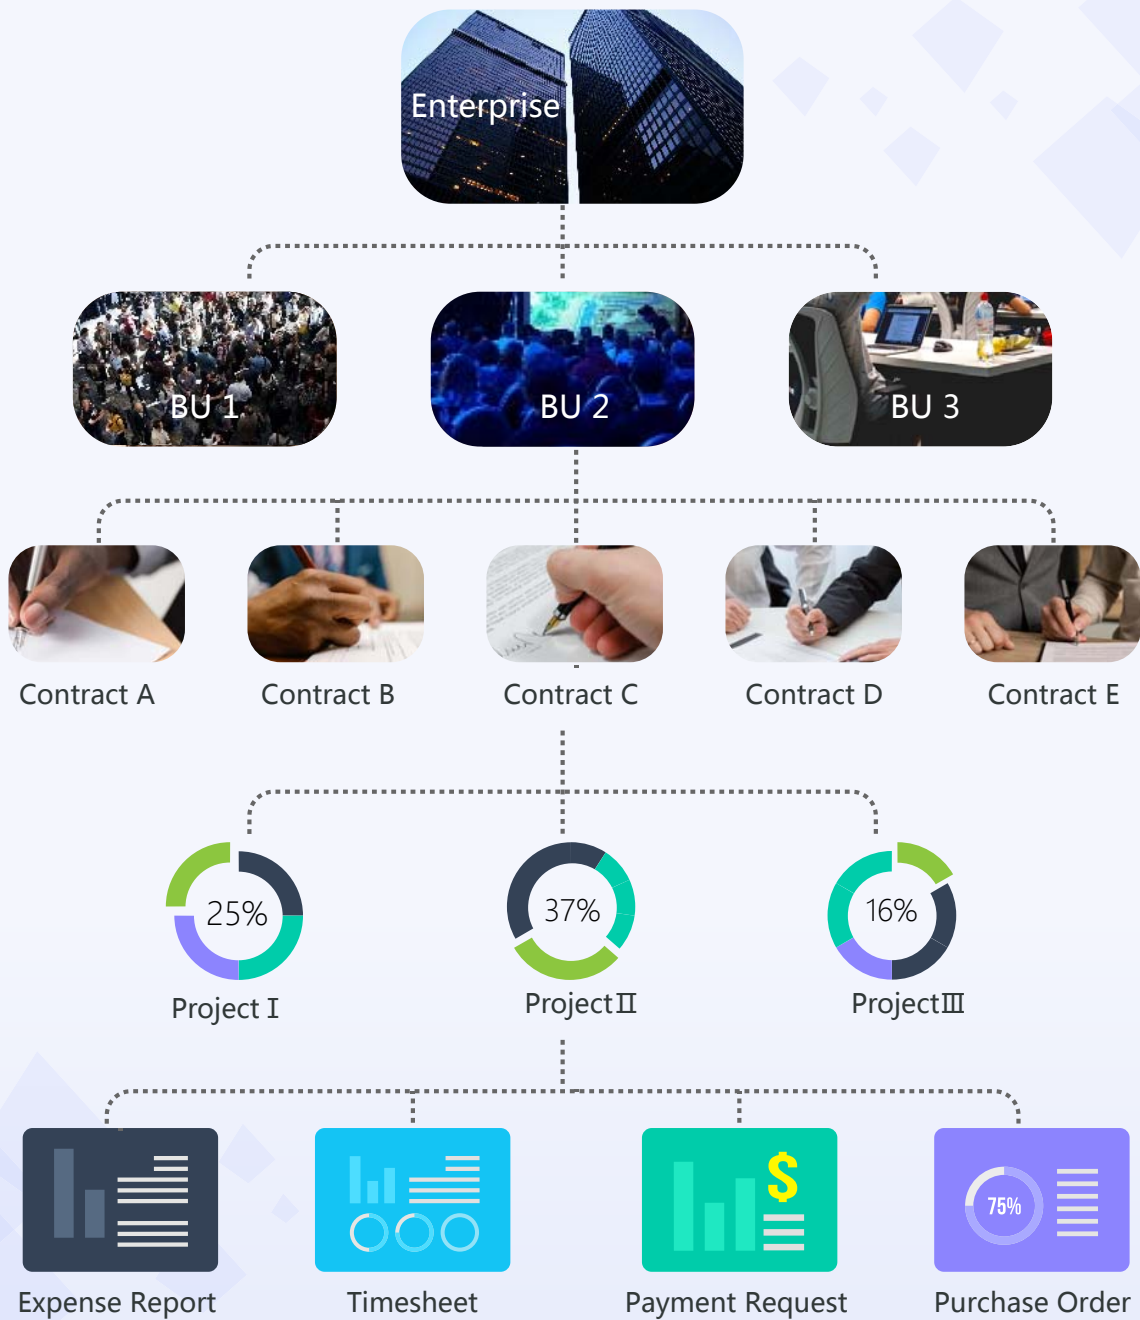 Enterprise
BU 1
BU 2
BU 3
Contract A
Contract B
Contract C
Contract D
Contract E
25%
37%
16%
Project I
ProjectⅡ
ProjectⅢ
$
75%
Expense Report
Timesheet
Payment Request
Purchase Order